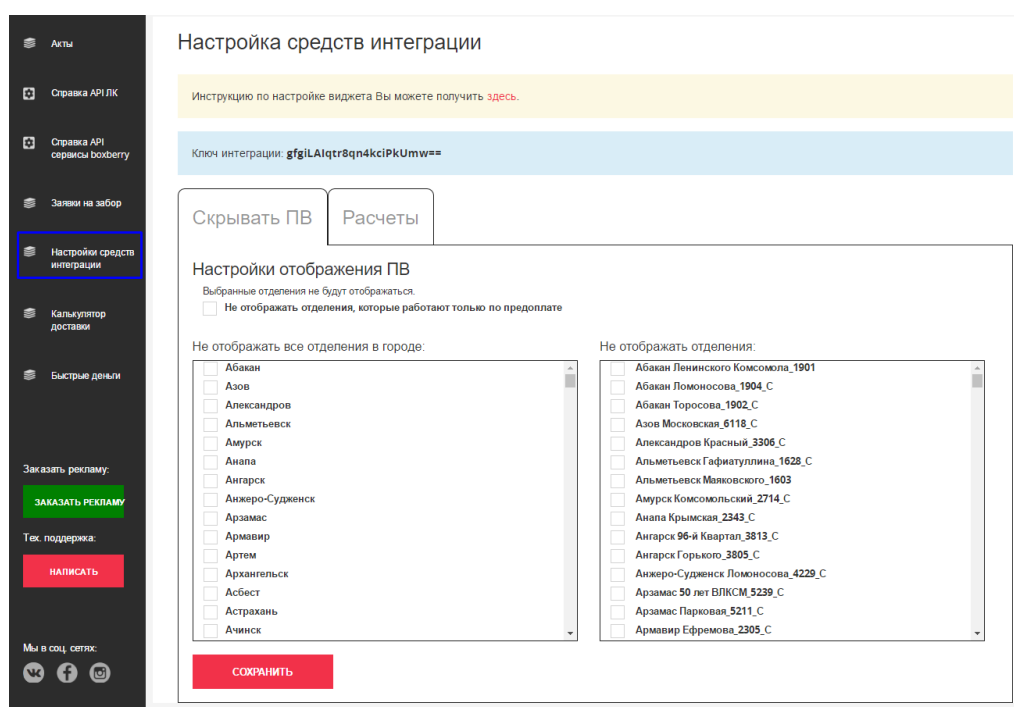 Акты
Справка API ЛК
Справка API
сервисы boxberry
Заявки на забор
Настройки средств
интеграции
Калькулятор
доставки
Быстрые деньги
Заказать рекламу:
ЗАКАЗАТЬ РЕКЛАМУ
Тех. поддержка:
НАПИСАТЬ
Мы в соц. сетях:
Настройка средств интеграции
Инструкцию по настройке виджета Вы можете получить здесь.
Ключ интеграции: gfgiLAIqtr8qn4kciPkUmw==
Скрывать ПВ
Расчеты
Настройки отображения ПВ
Выбранные отделения не будут отображаться.
Не отображать отделения, которые работают только по предоплате
Не отображать все отделения в городе:
Абакан
Азов
Александров
Альметьевск
Амурск
Анапа
Ангарск
Анжеро-Судженск
Арзамас
Армавир
Артем
Архангельск
Асбест
Астрахань
Ачинск
Не отображать отделения:
Абакан Ленинского Комсомола_1901
Абакан Ломоносова_1904_С
Абакан Торосова_1902_С
Азов Московская_6118_С
Александров Красный_3306_С
Альметьевск Гафиатуллина_1628_С
Альметьевск Маяковского_1603
Амурск Комсомольский_2714_С
Анапа Крымская_2343_С
Ангарск 96-й Квартал_3813_С
Ангарск Горького_3805_С
Анжеро-Судженск Ломоносова_4229_С
Арзамас 50 лет ВЛКСМ_5239_С
Арзамас Парковая_5211_С
Армавир Ефремова_2305_С
СОХРАНИТЬ